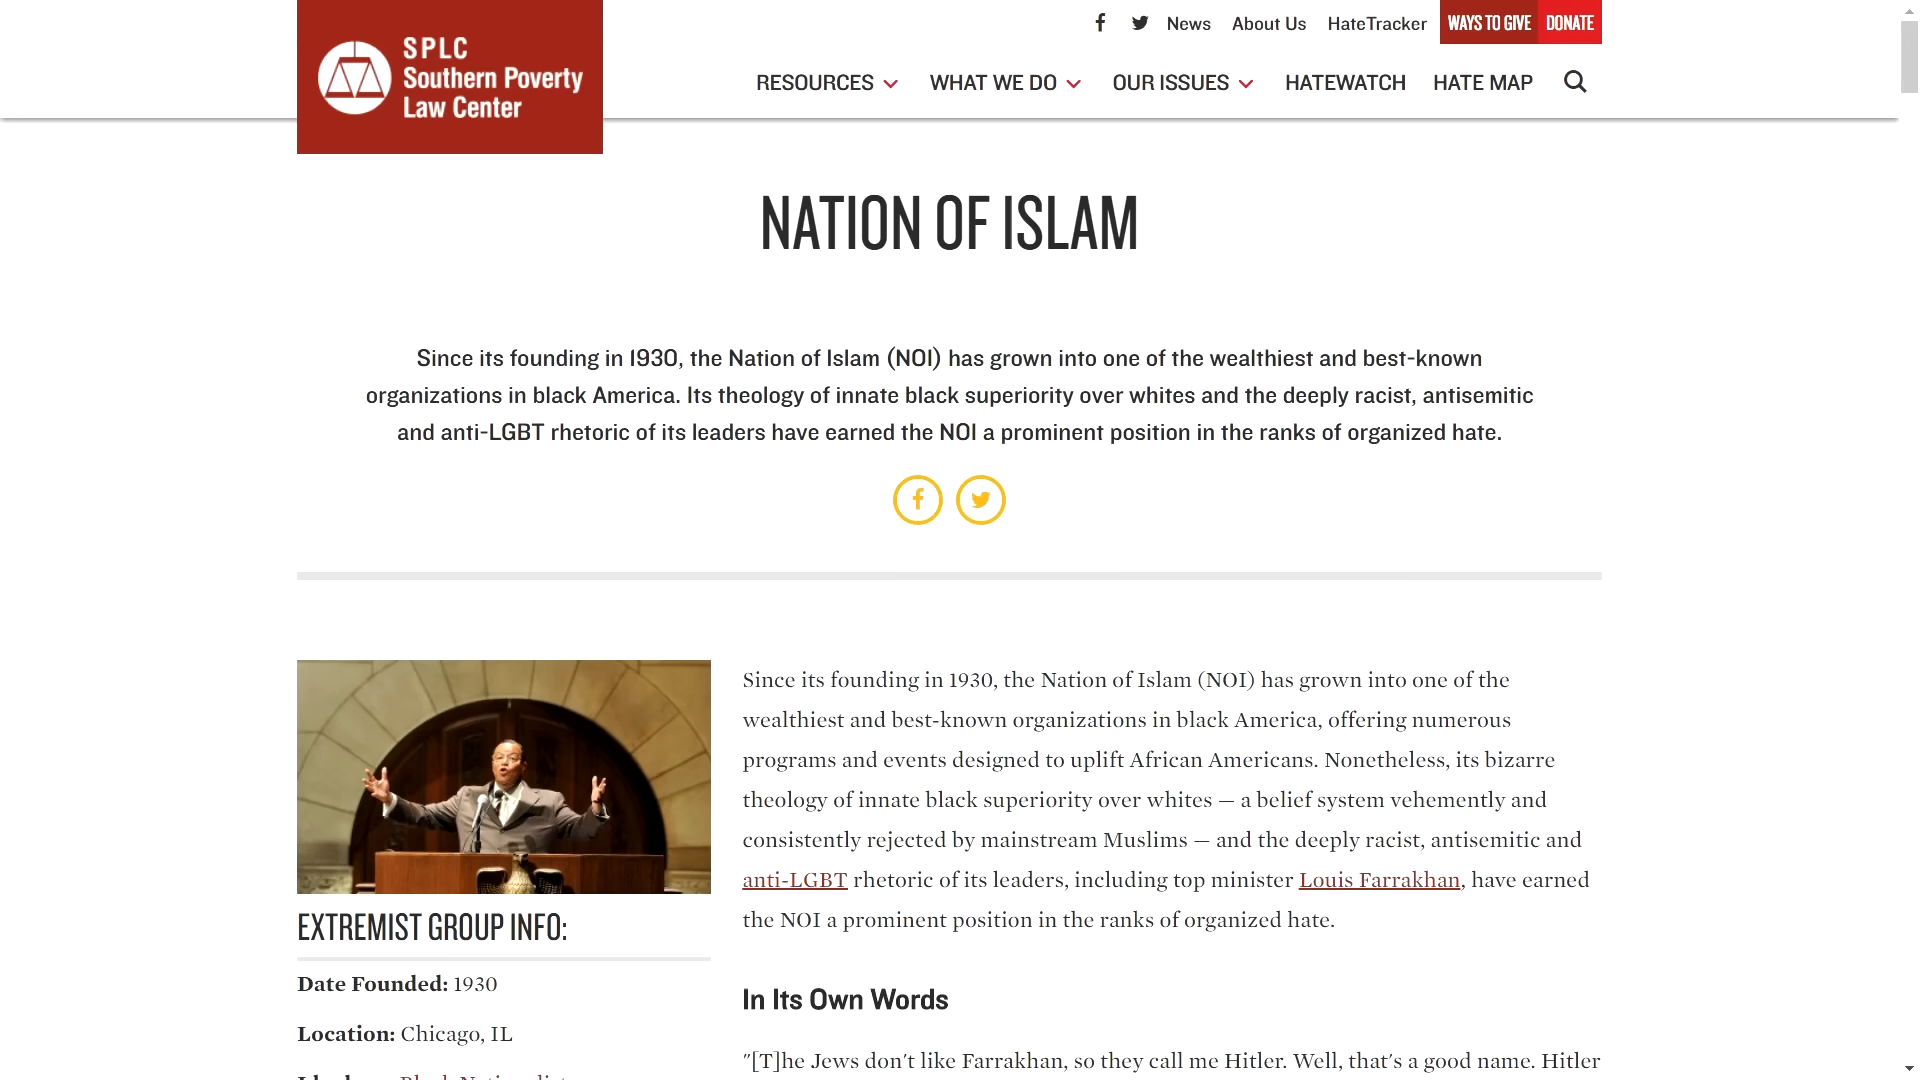 News About Us HateTracker WAYS TO GIVE DONATE
SPLC
Southern Poverty
Law Center
RESOURCES WHAT WE DO OUR ISSUES HATEWATCH HATE MAP
NATION OF ISLAM
Since its founding in 1930, the Nation of Islam (NOI) has grown into one of the wealthiest and best-known
organizations in black America. Its theology of innate black superiority over whites and the deeply racist, antisemitic
and anti-LGBT rhetoric of its leaders have earned the NOI a prominent position in the ranks of organized hate.
EXTREMIST GROUP INFO:
Date Founded: 1930
Location: Chicago, IL
Since its founding in 1930, the Nation of Islam (NOI) has grown into one of the
wealthiest and best-known organizations in black America, offering numerous
programs and events designed to uplift African Americans. Nonetheless, its bizarre
theology of innate black superiority over whites — a belief system vehemently and
consistently rejected by mainstream Muslims — and the deeply racist, antisemitic and
anti-LGBT rhetoric of its leaders, including top minister Louis Farrakhan, have earned
the NOI a prominent position in the ranks of organized hate.
In Its Own Words
"[T]he Jews don't like Farrakhan, so they call me Hitler. Well, that's a good name. Hitler